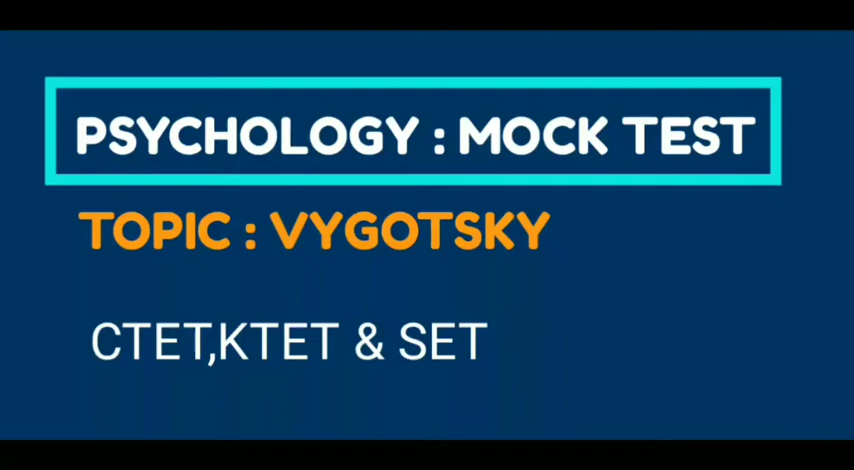 PSYCHOLOGY : MOCK TEST
TOPIC : VYGOTSKY
CTET,KTET & SET